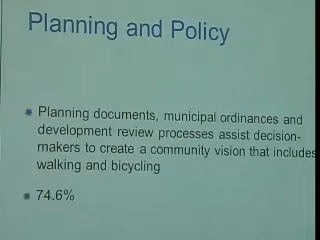 Planning and Policy
Planning documents, municipal ordinances and
development review processes assist decision-
makers to create a community vision that includes
walking and bicycling
74.6%